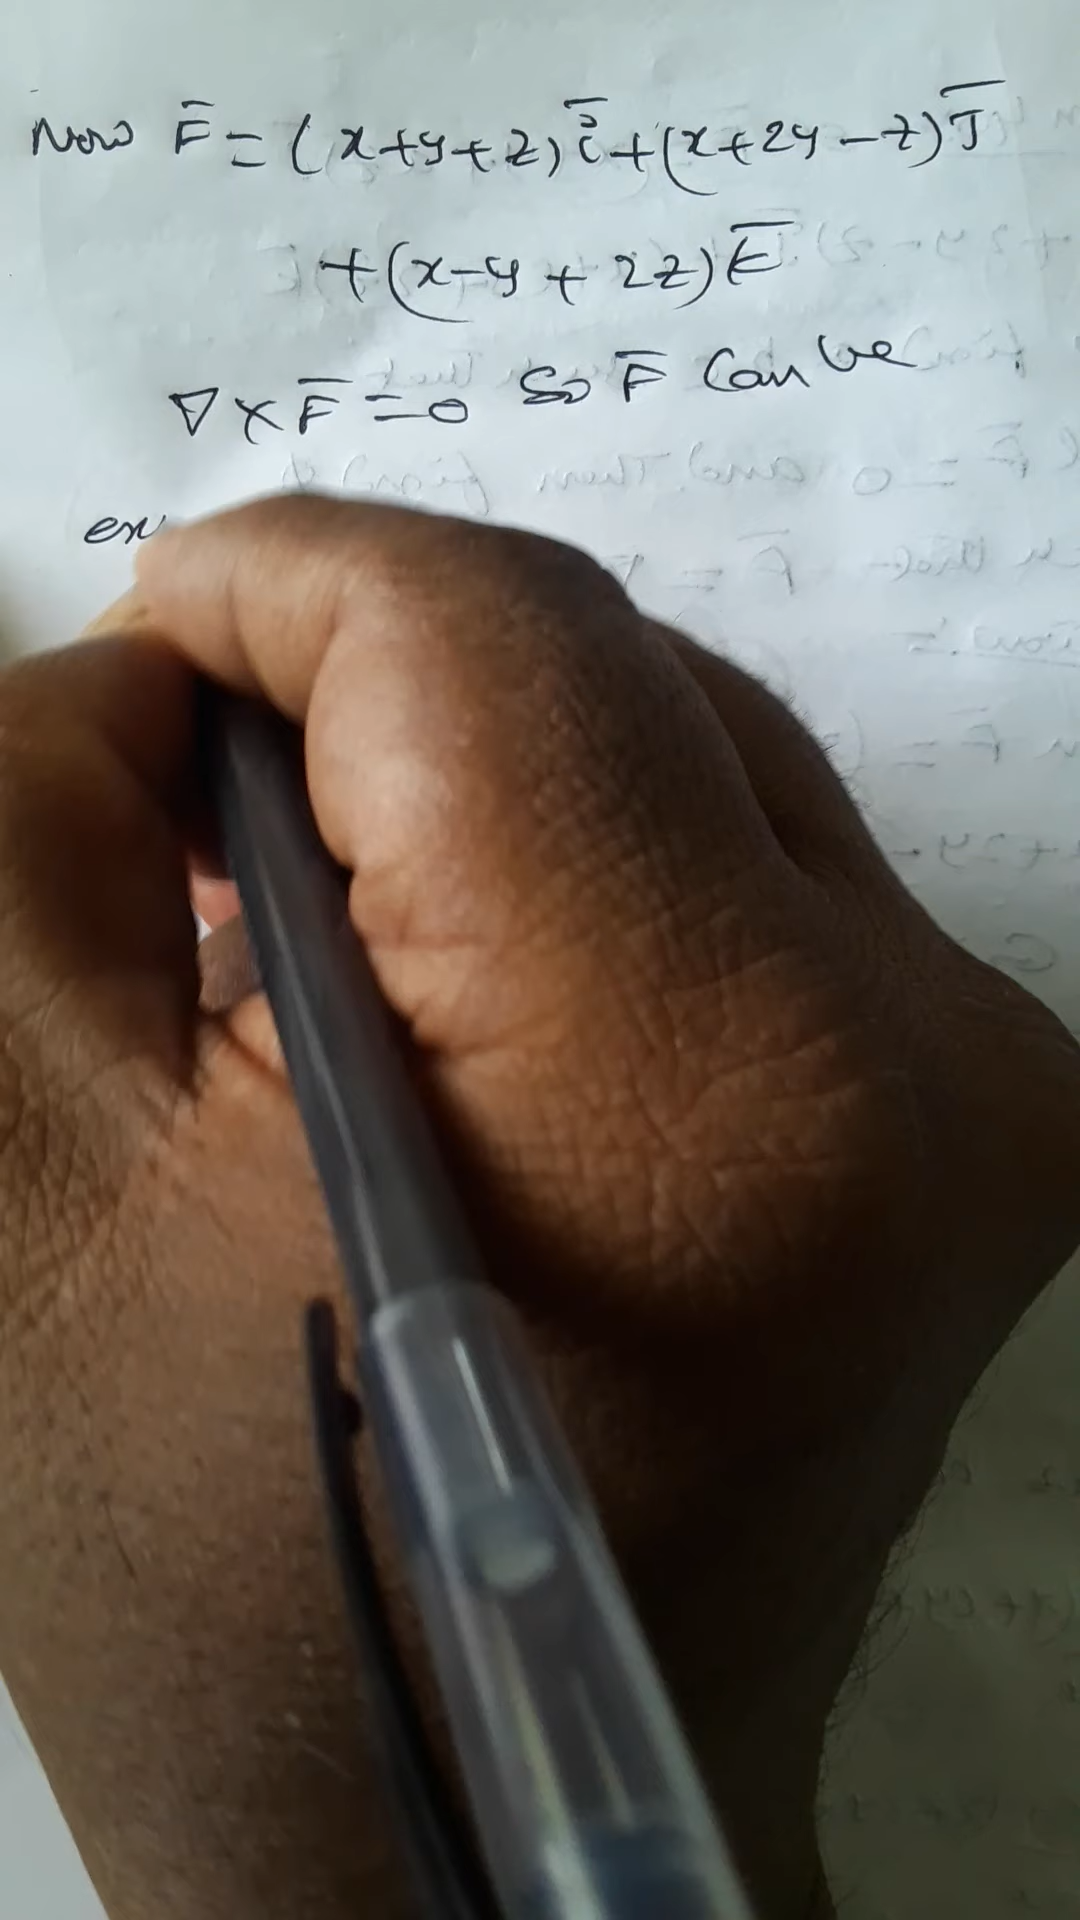 Now F̄ = (x+y+z) ī + (x+2y-z) J̄
+ (x-y + 2z) k̄
∇ × F̄ = 0 So F̄ Can be
ex